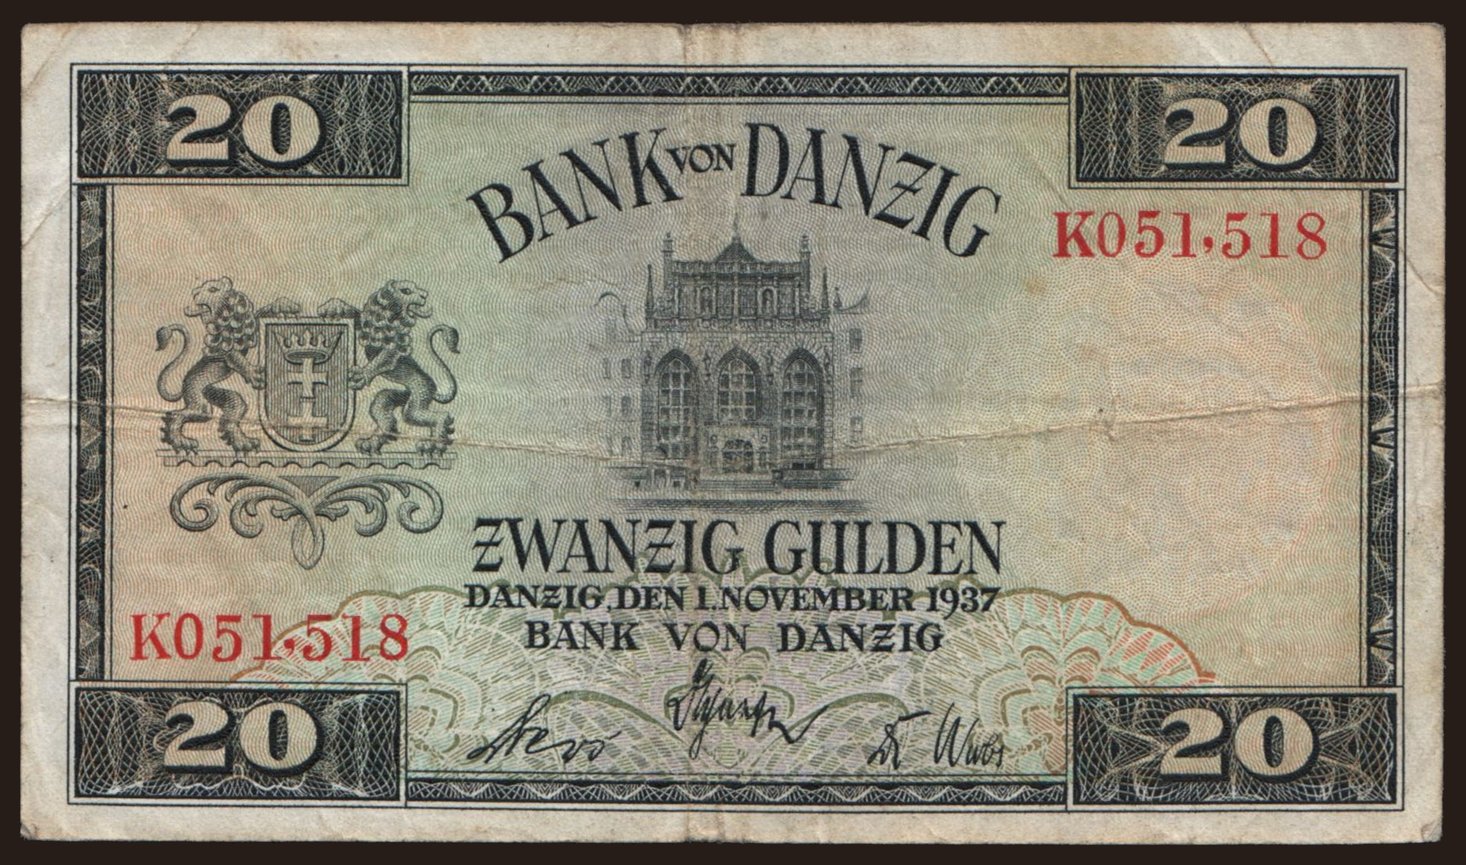 20
20
BANK VON DANZIG
K051,518
ZWANZIG GULDEN
DANZIG, DEN 1. NOVEMBER 1937
K051,518
BANK VON DANZIG
20
20